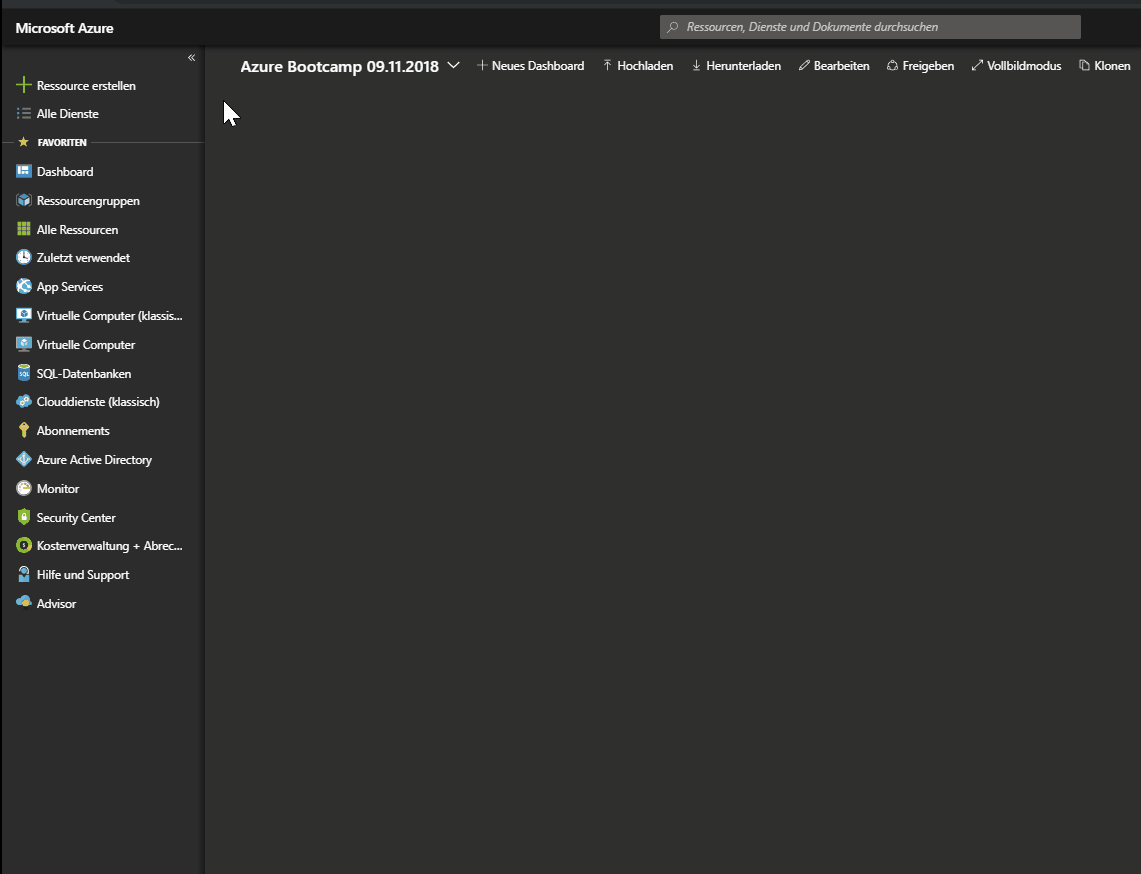 Microsoft Azure
Ressourcen, Dienste und Dokumente durchsuchen
«
Azure Bootcamp 09.11.2018
Neues Dashboard
Hochladen
Herunterladen
Bearbeiten
Freigeben
Vollbildmodus
Klonen
Ressource erstellen
Alle Dienste
FAVORITEN
Dashboard
Ressourcengruppen
Alle Ressourcen
Zuletzt verwendet
App Services
Virtuelle Computer (klassis...
Virtuelle Computer
SQL-Datenbanken
Clouddienste (klassisch)
Abonnements
Azure Active Directory
Monitor
Security Center
Kostenverwaltung + Abrec...
Hilfe und Support
Advisor